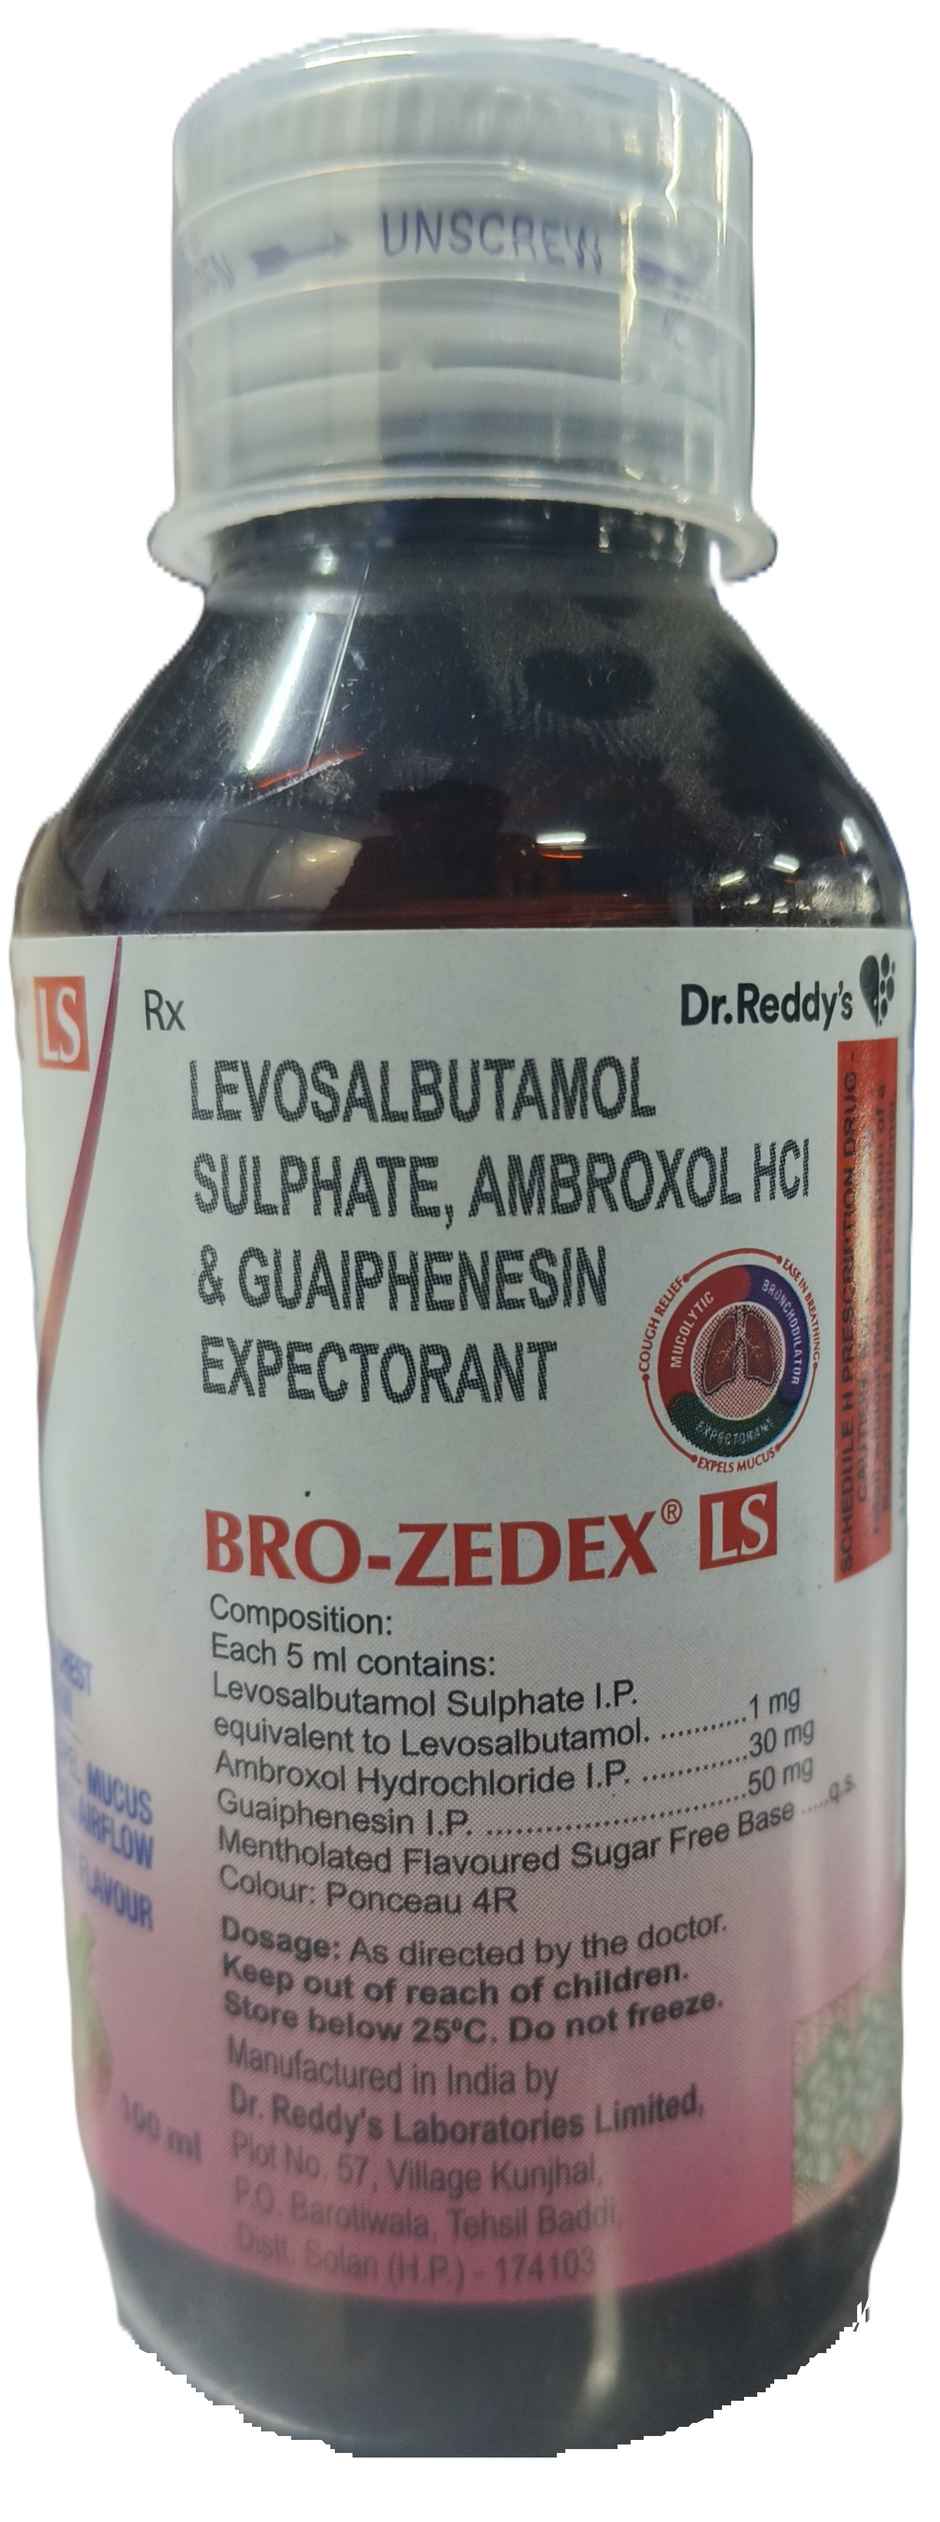 UNSCREW
LS
Rx
Dr.Reddy's
LEVOSALBUTAMOL
SULPHATE, AMBROXOL HCl
& GUAIPHENESIN
EXPECTORANT
COUGH RELIEF
EASE IN BREATHING
EXPELS MUCUS
MUCOLYTIC
BRONCHODILATOR
EXPECTORANT
BRO-ZEDEX® LS
Composition:
Each 5 ml contains:
Levosalbutamol Sulphate I.P.
equivalent to Levosalbutamol. ...........1 mg
Ambroxol Hydrochloride I.P. .............30 mg
Guaiphenesin I.P. ...............................50 mg
Mentholated Flavoured Sugar Free Base .....q.s.
Colour: Ponceau 4R
Dosage: As directed by the doctor.
Keep out of reach of children.
Store below 25°C. Do not freeze.
Manufactured in India by
Dr. Reddy's Laboratories Limited,
Plot No. 57, Village Kunjhal,
P.O. Barotiwala, Tehsil Baddi,
Distt. Solan (H.P.) - 174103
SCHEDULE H PRESCRIPTION DRUG -
MUCUS
AIRFLOW
FLAVOUR
100 ml